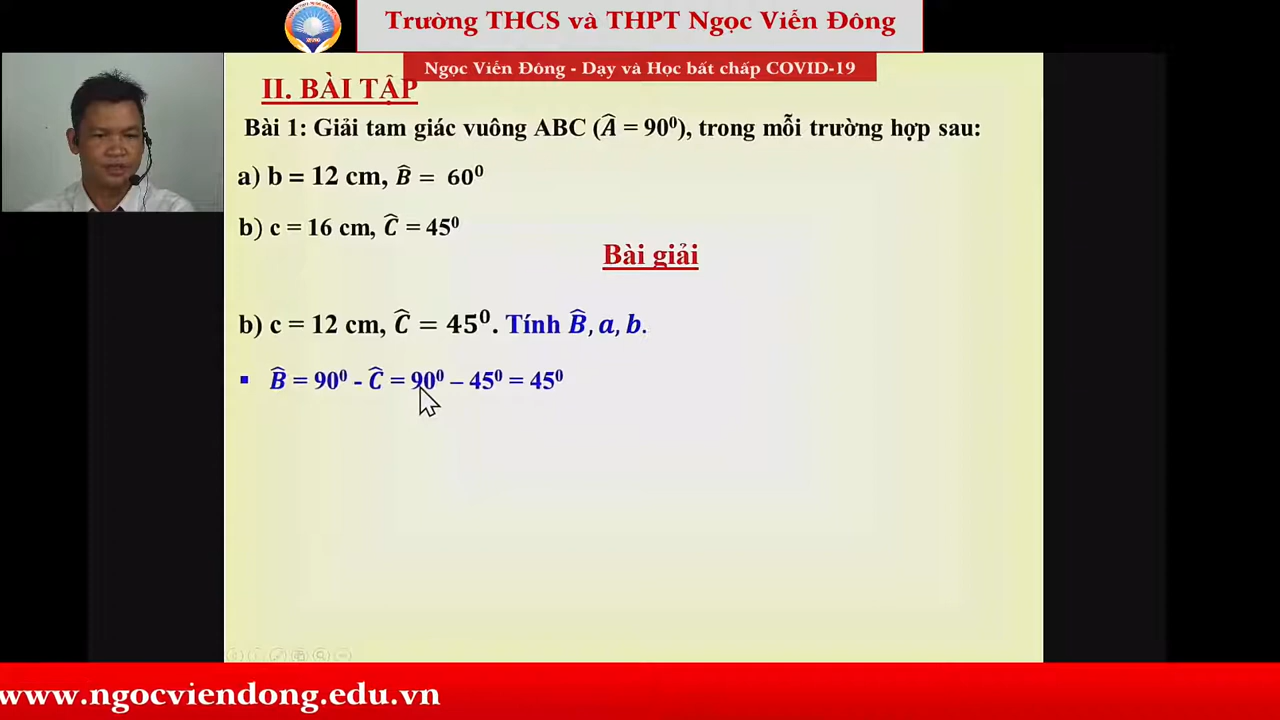 Trường THCS và THPT Ngọc Viễn Đông
Ngọc Viễn Đông - Dạy và Học bất chấp COVID-19
II. BÀI TẬP
Bài 1: Giải tam giác vuông ABC (Â = 90⁰), trong mỗi trường hợp sau:
a) b = 12 cm, B̂ = 60⁰
b) c = 16 cm, Ĉ = 45⁰
Bài giải
b) c = 12 cm, Ĉ = 45⁰. Tính B̂, a, b.
▪ B̂ = 90⁰ - Ĉ = 90⁰ – 45⁰ = 45⁰
www.ngocviendong.edu.vn